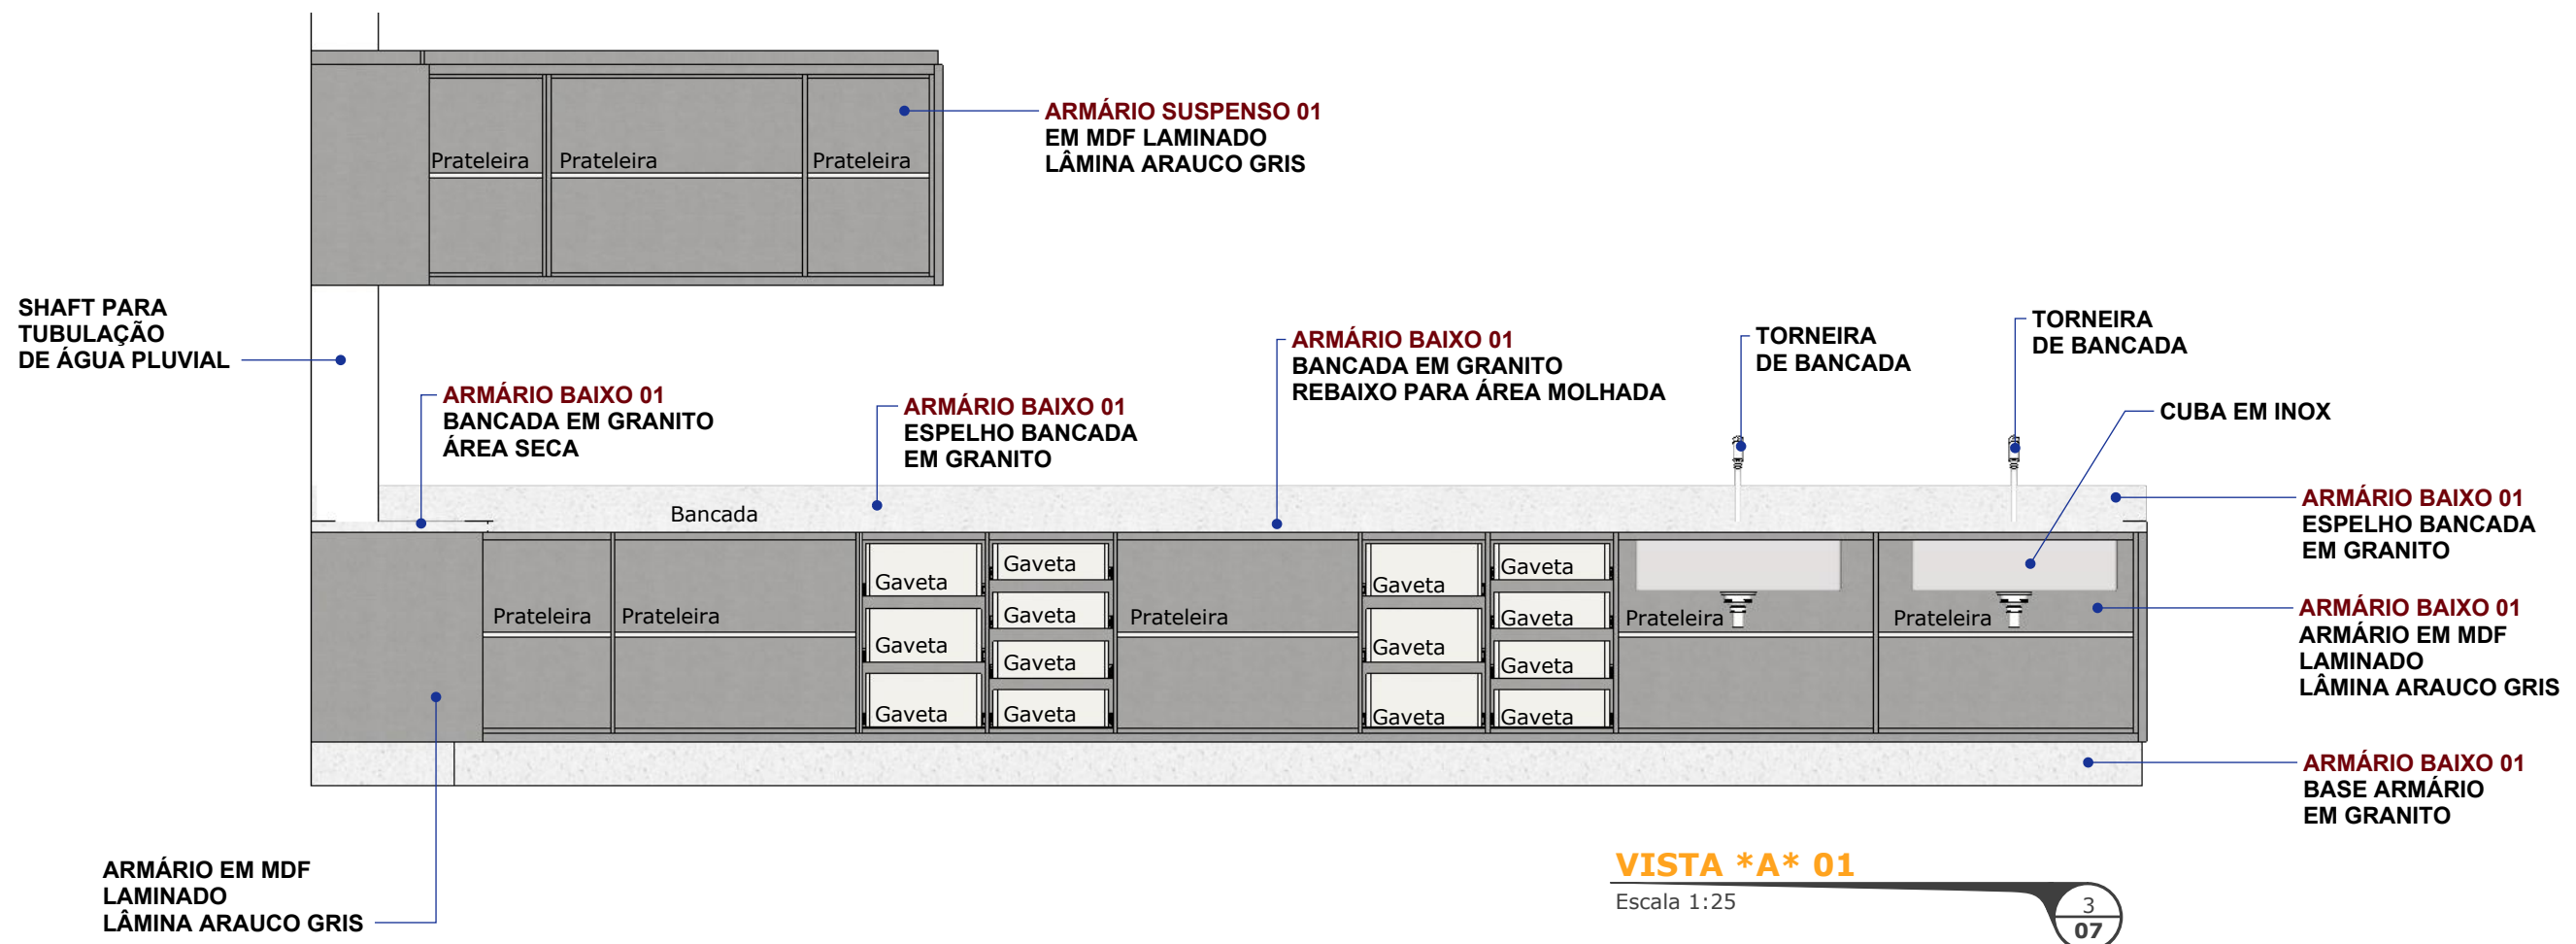 ARMÁRIO SUSPENSO 01
EM MDF LAMINADO
LÂMINA ARAUCO GRIS
Prateleira
Prateleira
Prateleira
SHAFT PARA
TUBULAÇÃO
DE ÁGUA PLUVIAL
ARMÁRIO BAIXO 01
BANCADA EM GRANITO
ÁREA SECA
ARMÁRIO BAIXO 01
ESPELHO BANCADA
EM GRANITO
ARMÁRIO BAIXO 01
BANCADA EM GRANITO
REBAIXO PARA ÁREA MOLHADA
TORNEIRA
DE BANCADA
TORNEIRA
DE BANCADA
CUBA EM INOX
ARMÁRIO BAIXO 01
ESPELHO BANCADA
EM GRANITO
Bancada
Prateleira
Prateleira
Gaveta
Gaveta
Gaveta
Gaveta
Gaveta
Gaveta
Gaveta
Prateleira
Gaveta
Gaveta
Gaveta
Gaveta
Gaveta
Gaveta
Gaveta
Prateleira
Prateleira
ARMÁRIO BAIXO 01
ARMÁRIO EM MDF
LAMINADO
LÂMINA ARAUCO GRIS
ARMÁRIO BAIXO 01
BASE ARMÁRIO
EM GRANITO
ARMÁRIO EM MDF
LAMINADO
LÂMINA ARAUCO GRIS
VISTA *A* 01
Escala 1:25
3
07